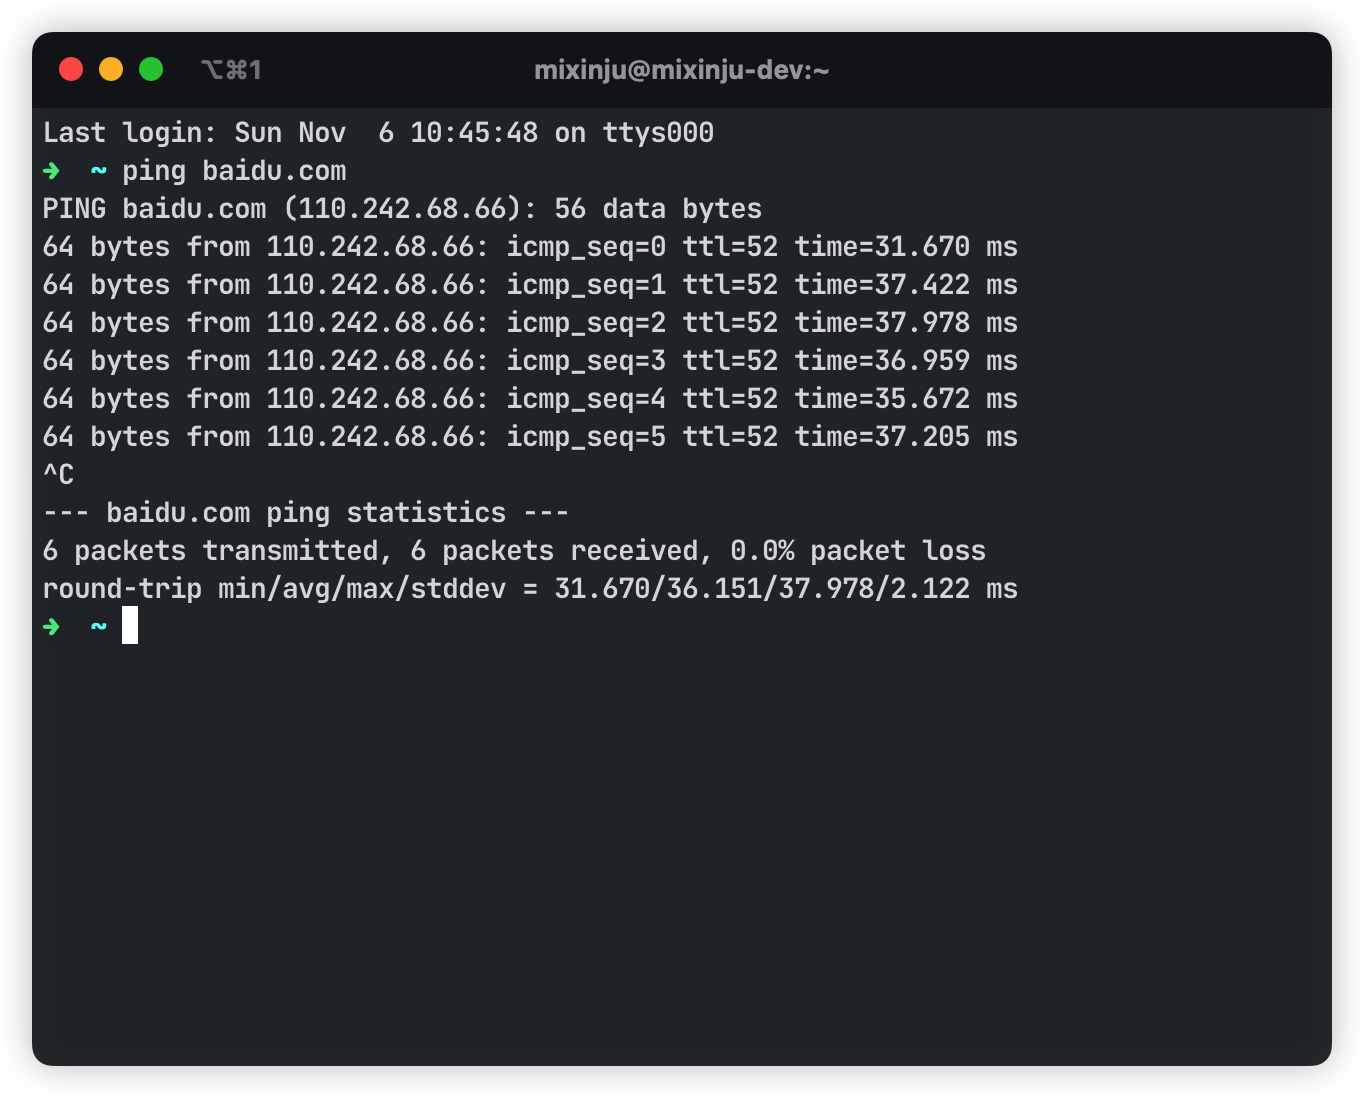 ⌥⌘1
mixinju@mixinju-dev:~
Last login: Sun Nov  6 10:45:48 on ttys000
➜  ~ ping baidu.com
PING baidu.com (110.242.68.66): 56 data bytes
64 bytes from 110.242.68.66: icmp_seq=0 ttl=52 time=31.670 ms
64 bytes from 110.242.68.66: icmp_seq=1 ttl=52 time=37.422 ms
64 bytes from 110.242.68.66: icmp_seq=2 ttl=52 time=37.978 ms
64 bytes from 110.242.68.66: icmp_seq=3 ttl=52 time=36.959 ms
64 bytes from 110.242.68.66: icmp_seq=4 ttl=52 time=35.672 ms
64 bytes from 110.242.68.66: icmp_seq=5 ttl=52 time=37.205 ms
^C
--- baidu.com ping statistics ---
6 packets transmitted, 6 packets received, 0.0% packet loss
round-trip min/avg/max/stddev = 31.670/36.151/37.978/2.122 ms
➜  ~